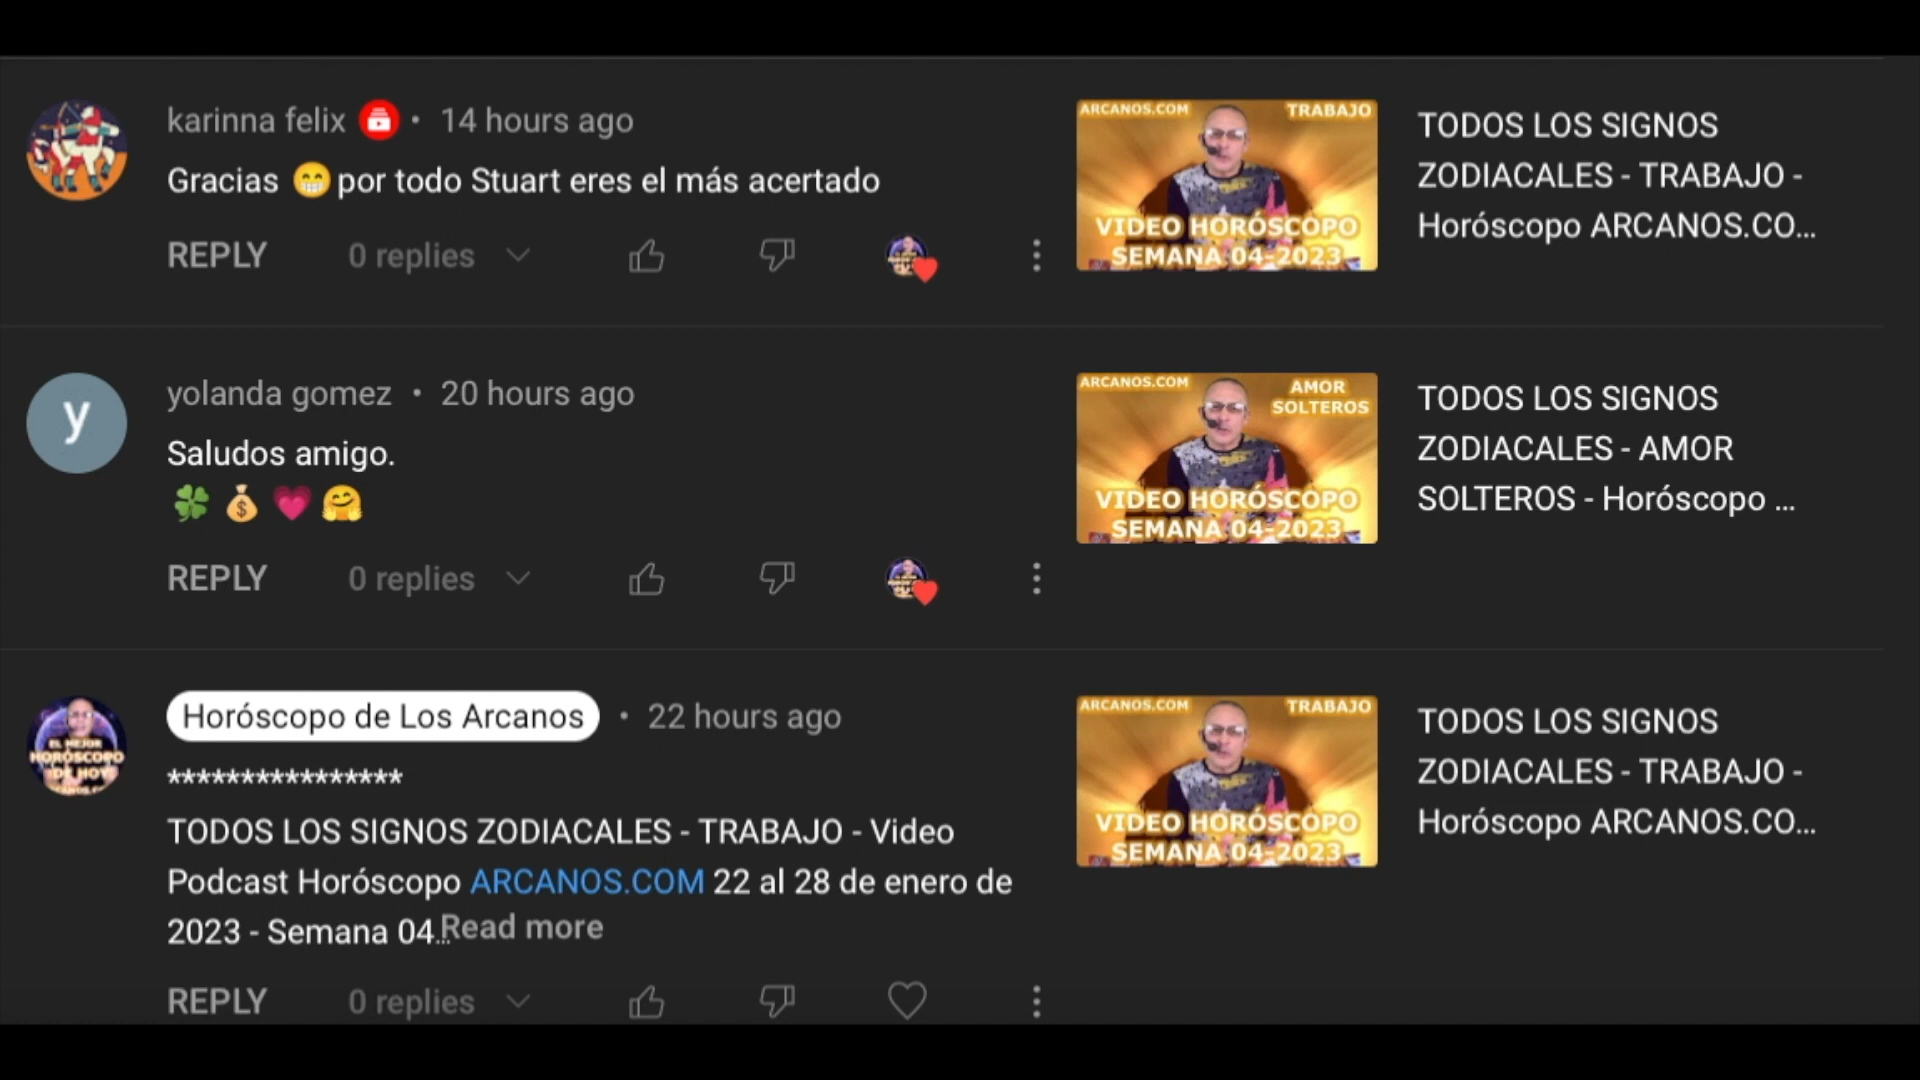 karinna felix • 14 hours ago
Gracias 😁 por todo Stuart eres el más acertado
REPLY 0 replies
ARCANOS.COM TRABAJO
VIDEO HORÓSCOPO
SEMANA 04-2023
TODOS LOS SIGNOS
ZODIACALES - TRABAJO -
Horóscopo ARCANOS.CO...
y
yolanda gomez • 20 hours ago
Saludos amigo.
🍀 💰 💗 🤗
REPLY 0 replies
ARCANOS.COM AMOR
SOLTEROS
VIDEO HORÓSCOPO
SEMANA 04-2023
TODOS LOS SIGNOS
ZODIACALES - AMOR
SOLTEROS - Horóscopo ...
EL MEJOR
HORÓSCOPO
DE HOY
Horóscopo de Los Arcanos • 22 hours ago
****************
TODOS LOS SIGNOS ZODIACALES - TRABAJO - Video
Podcast Horóscopo ARCANOS.COM 22 al 28 de enero de
2023 - Semana 04...Read more
REPLY 0 replies
ARCANOS.COM TRABAJO
VIDEO HORÓSCOPO
SEMANA 04-2023
TODOS LOS SIGNOS
ZODIACALES - TRABAJO -
Horóscopo ARCANOS.CO...